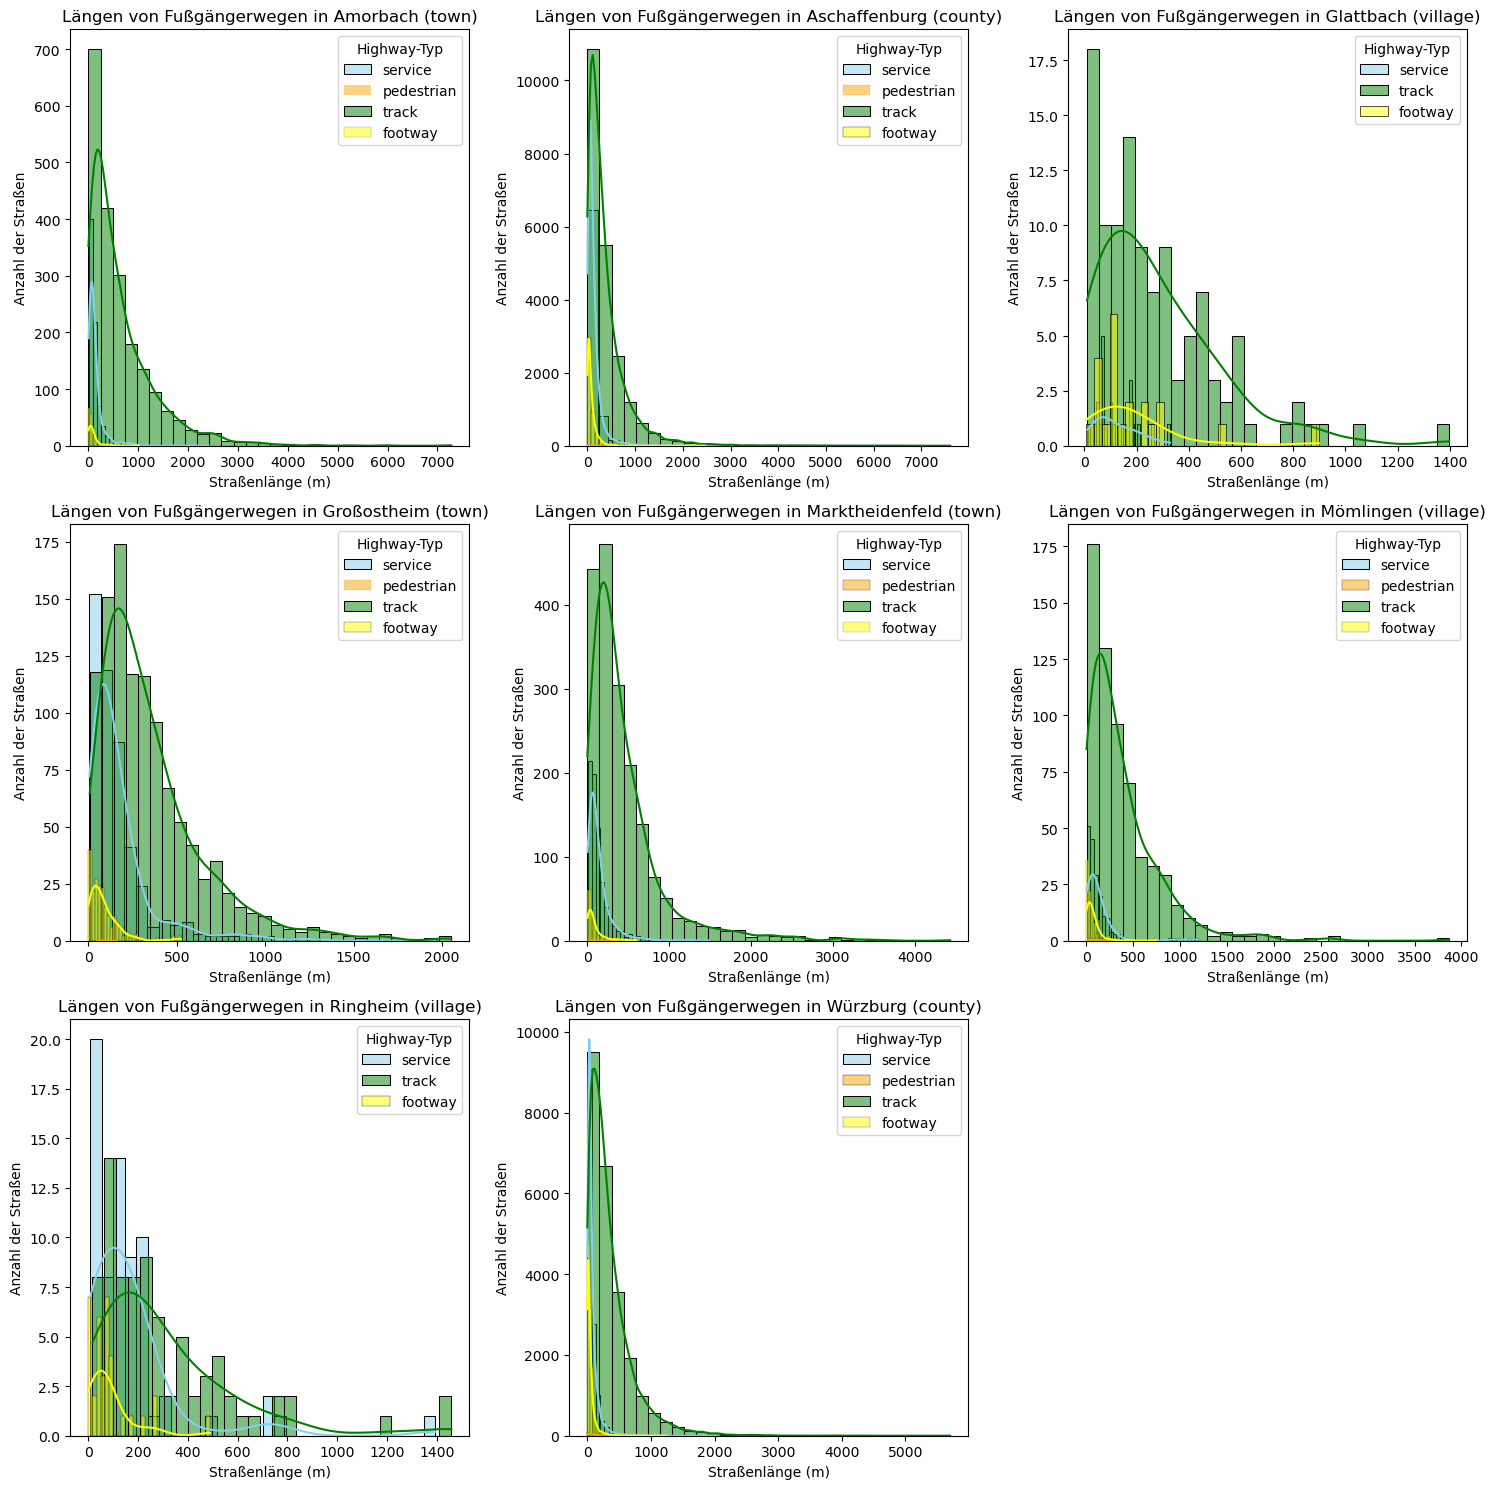 Längen von Fußgängerwegen in Amorbach (town)
Anzahl der Straßen
700
600
500
400
300
200
100
0
Highway-Typ
service
pedestrian
track
footway
0 1000 2000 3000 4000 5000 6000 7000
Straßenlänge (m)
Längen von Fußgängerwegen in Aschaffenburg (county)
Anzahl der Straßen
10000
8000
6000
4000
2000
0
Highway-Typ
service
pedestrian
track
footway
0 1000 2000 3000 4000 5000 6000 7000
Straßenlänge (m)
Längen von Fußgängerwegen in Glattbach (village)
Anzahl der Straßen
17.5
15.0
12.5
10.0
7.5
5.0
2.5
0.0
Highway-Typ
service
track
footway
0 200 400 600 800 1000 1200 1400
Straßenlänge (m)
Längen von Fußgängerwegen in Großostheim (town)
Anzahl der Straßen
175
150
125
100
75
50
25
0
Highway-Typ
service
pedestrian
track
footway
0 500 1000 1500 2000
Straßenlänge (m)
Längen von Fußgängerwegen in Marktheidenfeld (town)
Anzahl der Straßen
400
300
200
100
0
Highway-Typ
service
pedestrian
track
footway
0 1000 2000 3000 4000
Straßenlänge (m)
Längen von Fußgängerwegen in Mömlingen (village)
Anzahl der Straßen
175
150
125
100
75
50
25
0
Highway-Typ
service
pedestrian
track
footway
0 500 1000 1500 2000 2500 3000 3500 4000
Straßenlänge (m)
Längen von Fußgängerwegen in Ringheim (village)
Anzahl der Straßen
20.0
17.5
15.0
12.5
10.0
7.5
5.0
2.5
0.0
Highway-Typ
service
track
footway
0 200 400 600 800 1000 1200 1400
Straßenlänge (m)
Längen von Fußgängerwegen in Würzburg (county)
Anzahl der Straßen
10000
8000
6000
4000
2000
0
Highway-Typ
service
pedestrian
track
footway
0 1000 2000 3000 4000 5000
Straßenlänge (m)